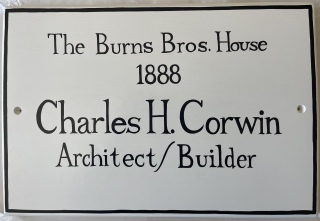 The Burns Bros. House
1888
Charles H. Corwin
Architect/Builder